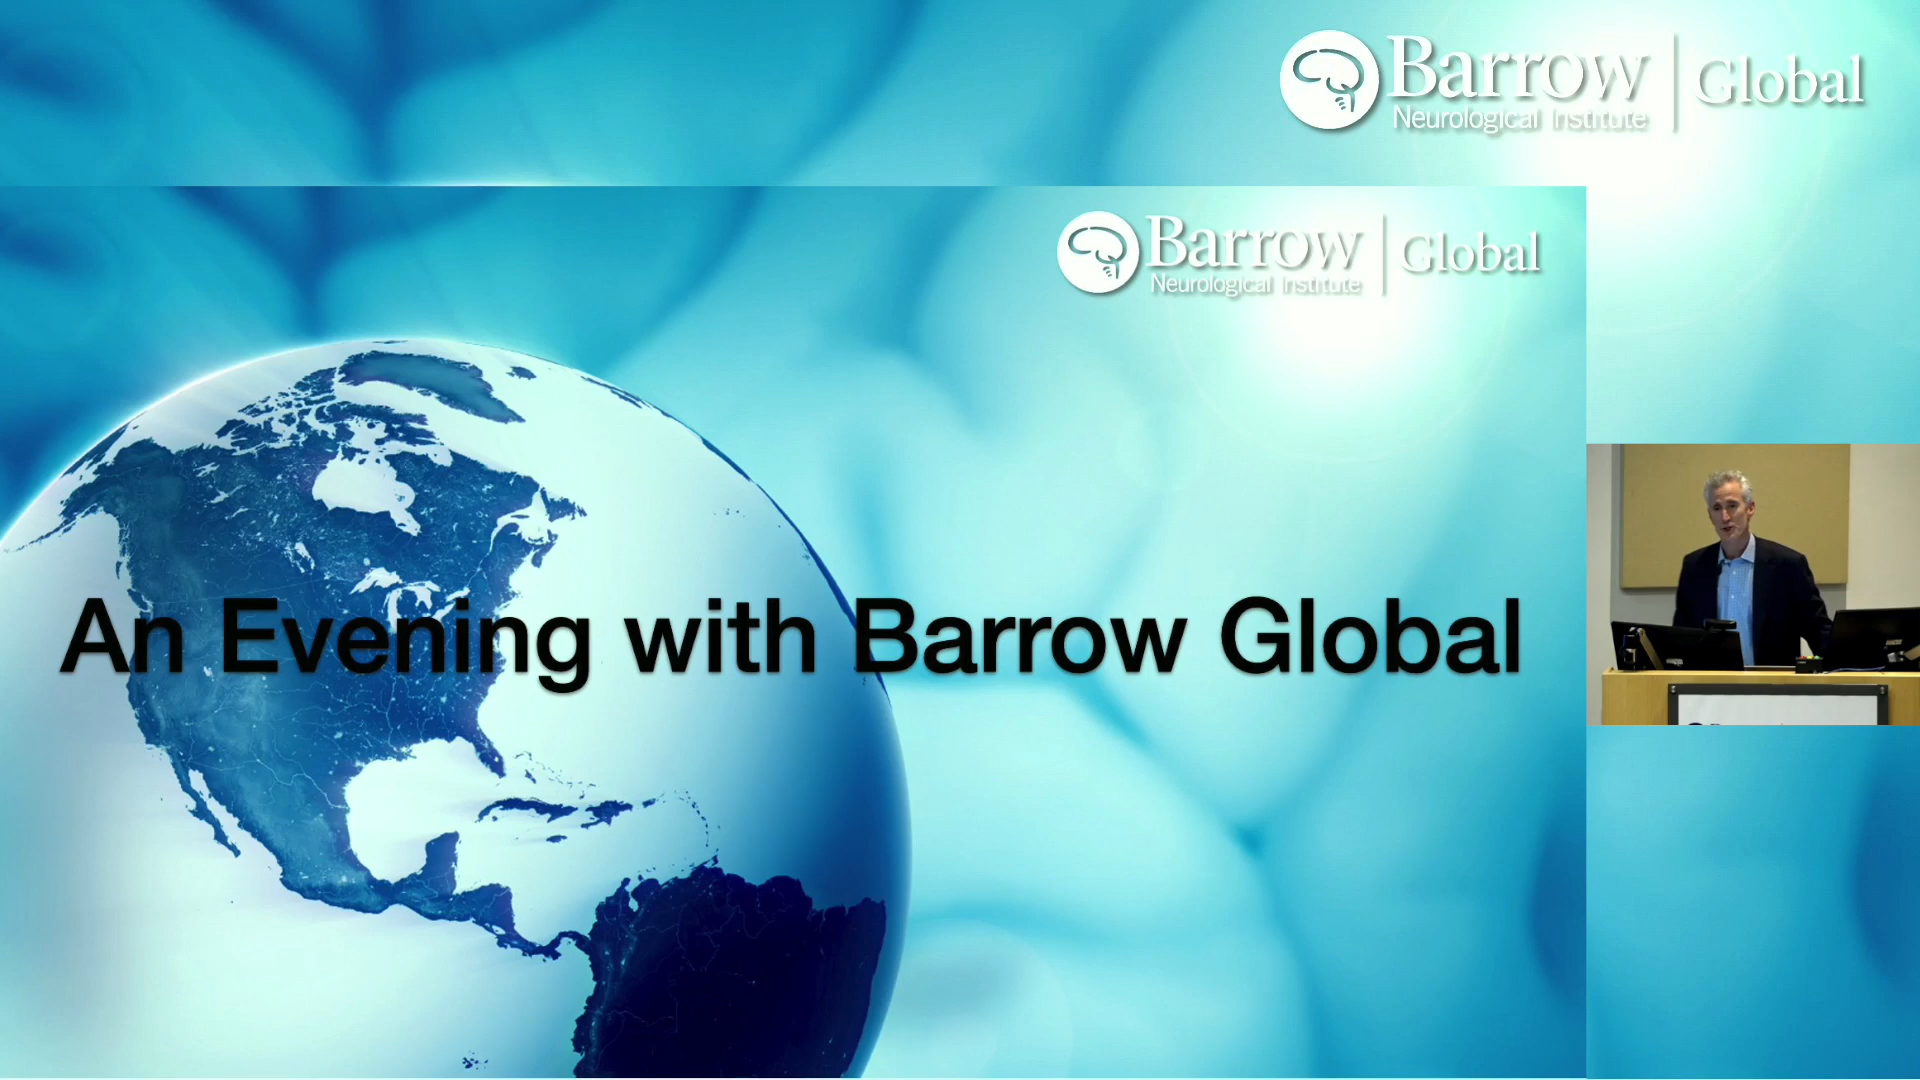 Barrow
Neurological Institute
Global
Barrow
Neurological Institute
Global
An Evening with Barrow Global